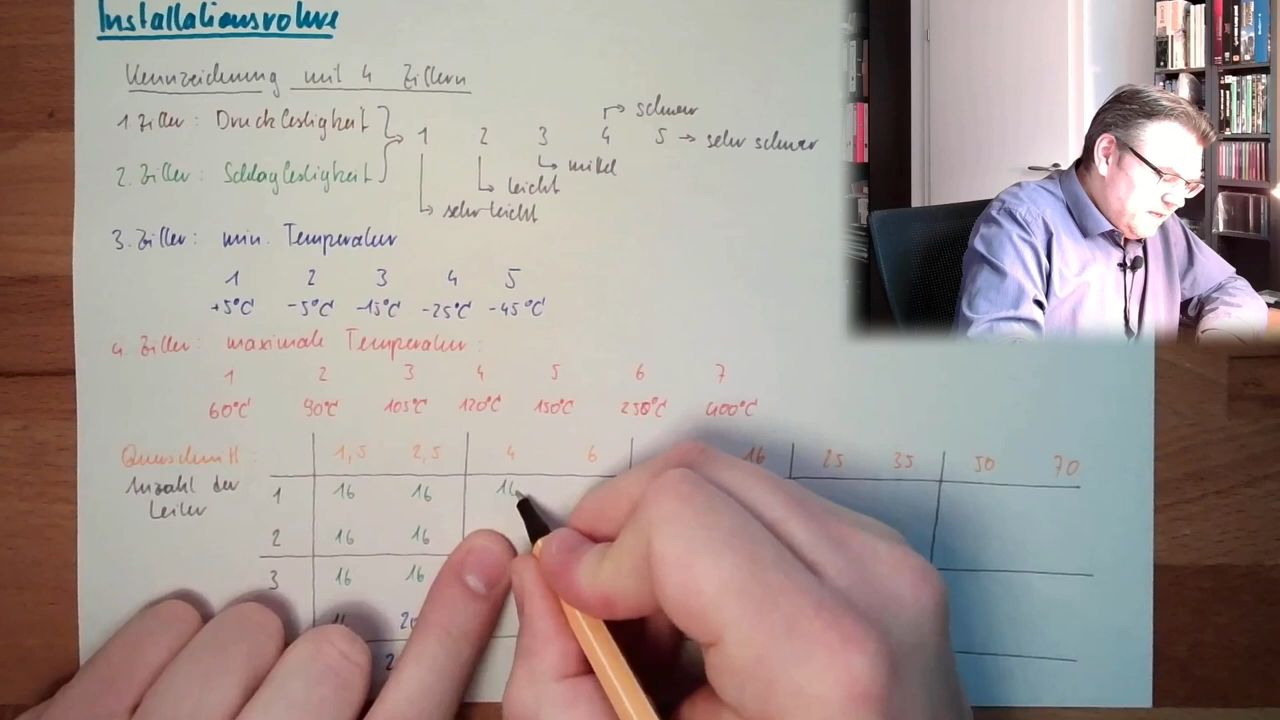 Installationsrohre
Kennzeichnung mit 4 Ziffern
1. Ziffer: Druckfestigkeit 1 2 3 4 → schwer 5 → sehr schwer
2. Ziffer: Schlagfestigkeit sehr leicht leicht mittel
3. Ziffer: min. Temperatur
1 2 3 4 5
+5°C -5°C -15°C -25°C -45°C
4. Ziffer: maximale Temperatur:
1 2 3 4 5 6 7
60°C 90°C 105°C 120°C 150°C 250°C 400°C
Querschnitt 1,5 2,5 4 6 16 25 35 50 70
Anzahl der Leiter
1 16 16 16
2 16 16
3 16 16